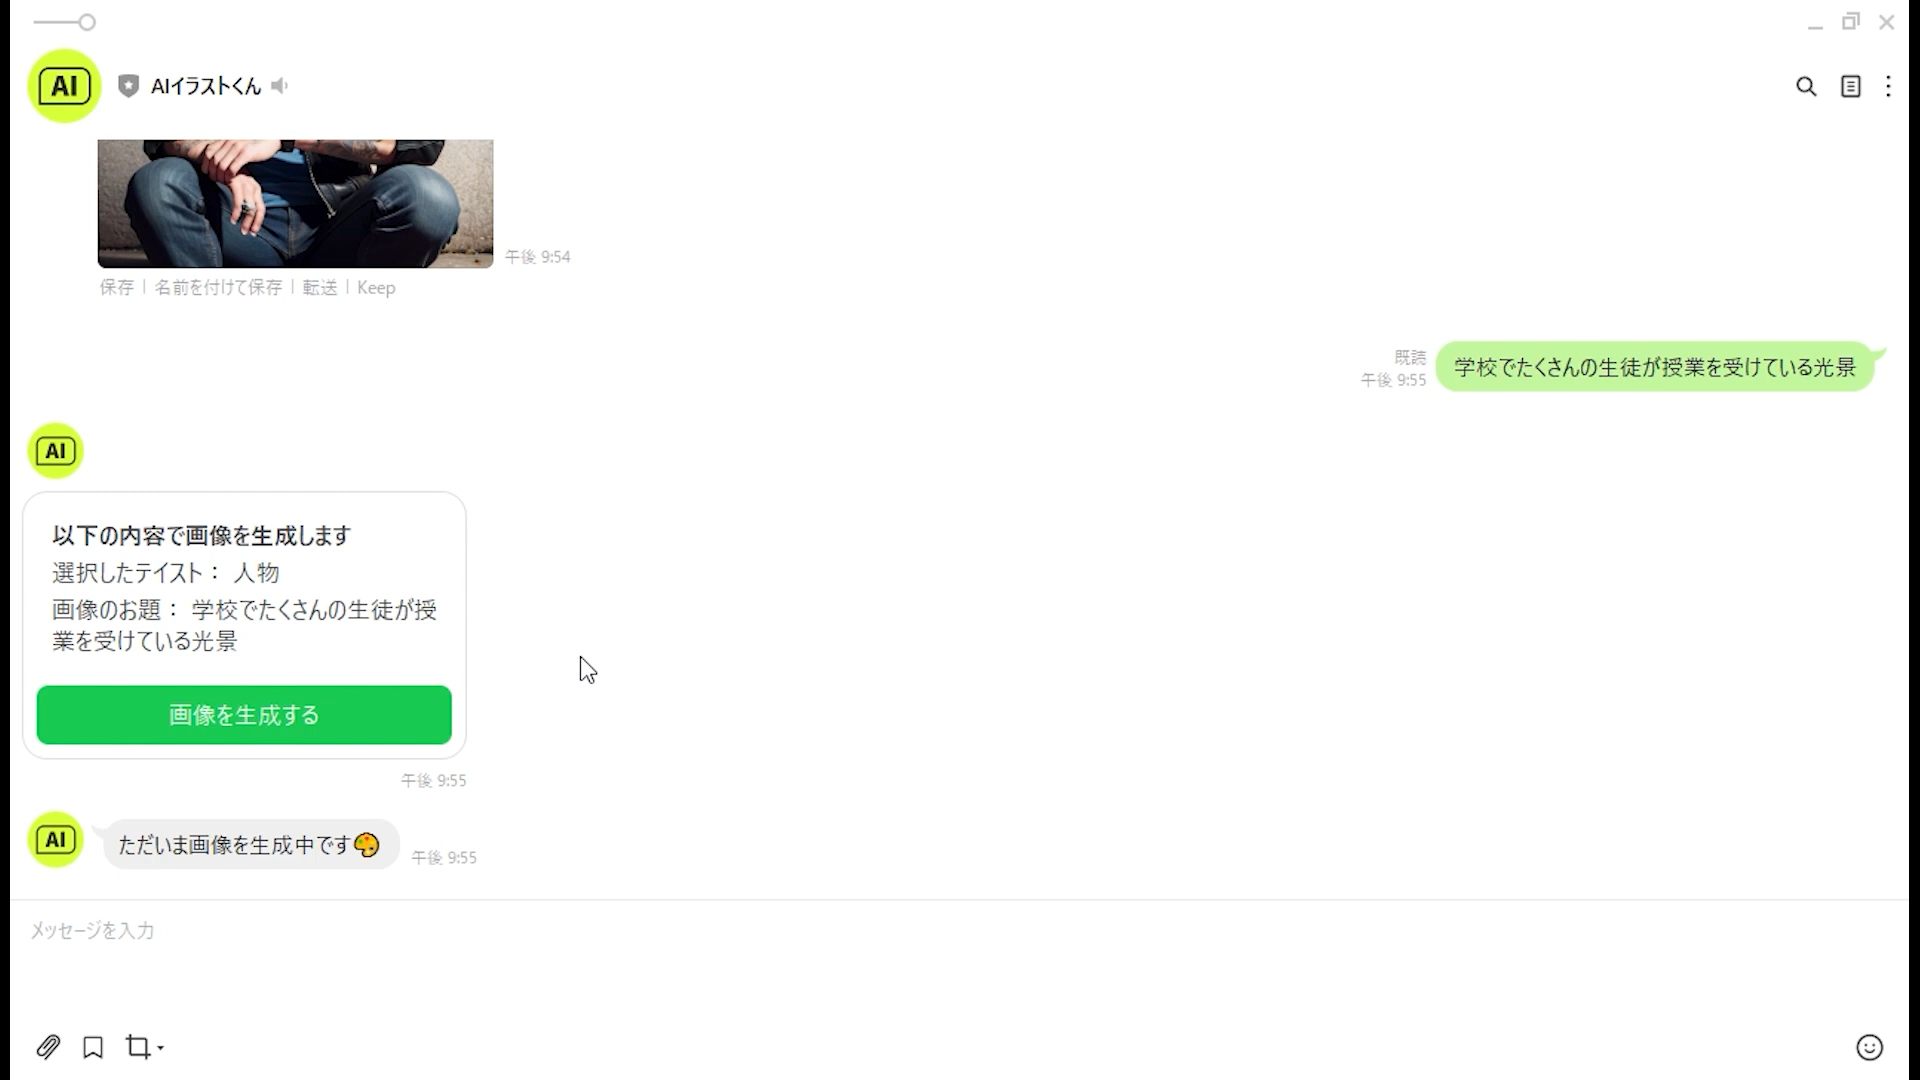 AI
AIイラストくん
午後 9:54
保存 | 名前を付けて保存 | 転送 | Keep
既読
午後 9:55
学校でたくさんの生徒が授業を受けている光景
AI
以下の内容で画像を生成します
選択したテイスト： 人物
画像のお題： 学校でたくさんの生徒が授
業を受けている光景
画像を生成する
午後 9:55
AI
ただいま画像を生成中です🎨
午後 9:55
メッセージを入力